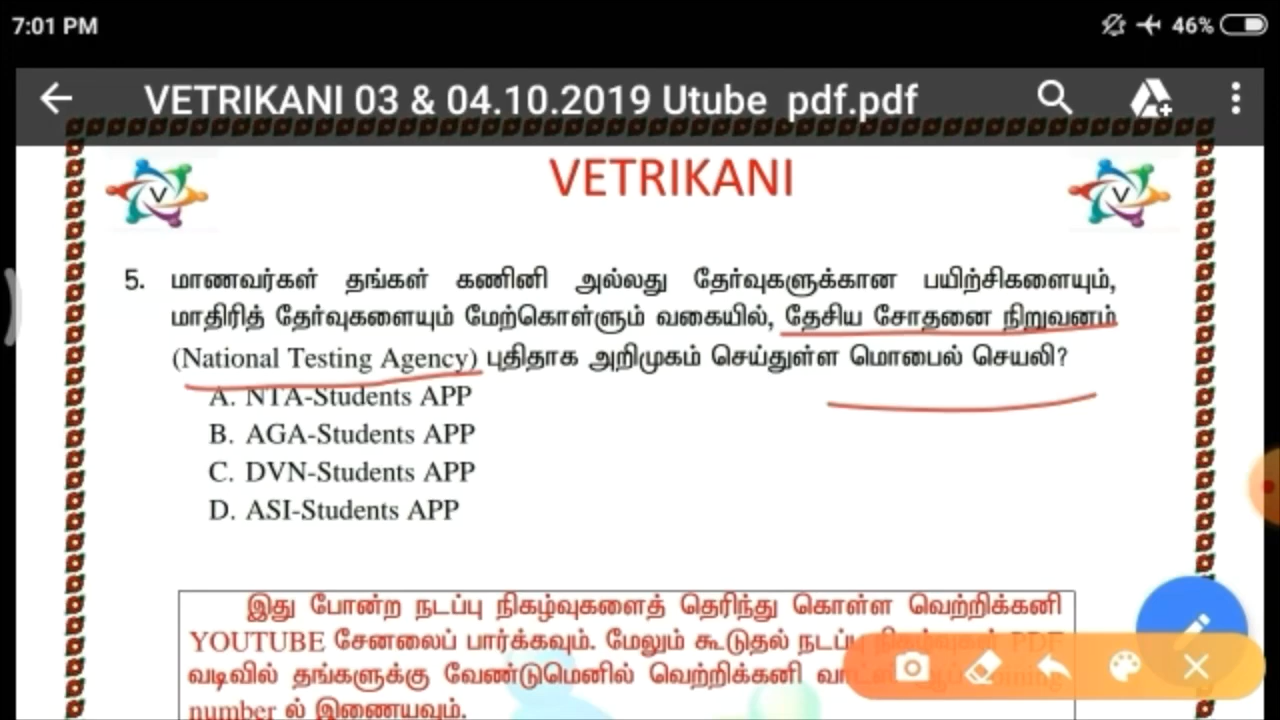 7:01 PM
46%
VETRIKANI 03 & 04.10.2019 Utube pdf.pdf
V
VETRIKANI
V
5. மாணவர்கள் தங்கள் கணினி அல்லது தேர்வுகளுக்கான பயிற்சிகளையும்,
மாதிரித் தேர்வுகளையும் மேற்கொள்ளும் வகையில், தேசிய சோதனை நிறுவனம்
(National Testing Agency) புதிதாக அறிமுகம் செய்துள்ள மொபைல் செயலி?
A. NTA-Students APP
B. AGA-Students APP
C. DVN-Students APP
D. ASI-Students APP
இது போன்ற நடப்பு நிகழ்வுகளைத் தெரிந்து கொள்ள வெற்றிக்கனி
YOUTUBE சேனலைப் பார்க்கவும். மேலும் கூடுதல் நடப்பு PDF
வடிவில் தங்களுக்கு வேண்டுமெனில் வெற்றிக்கனி
number ல் இணையவும்.